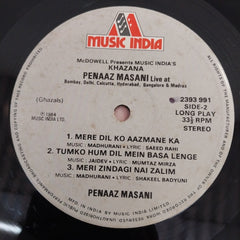 MUSIC INDIA
McDOWELL Presents MUSIC INDIA'S
KHAZANA
PENAAZ MASANI Live at
Bombay, Delhi, Calcutta, Hyderabad, Bangalore & Madras
2393 991
(Ghazals)
SIDE-2
LONG PLAY
33⅓ RPM
STEREO
℗ 1984
MUSIC INDIA LTD.
1. MERE DIL KO AAZMANE KA
MUSIC: MADHURANI • LYRIC: SAEED RAHI
2. TUMKO HUM DIL MEIN BASA LENGE
MUSIC: JAIDEV • LYRIC: MUMTAZ MIRZA
3. MERI ZINDAGI NAI ZALIM
MUSIC: MADHURANI • LYRIC: SHAKEEL BADYUNI
PENAAZ MASANI
MADE IN INDIA BY MUSIC INDIA LIMITED